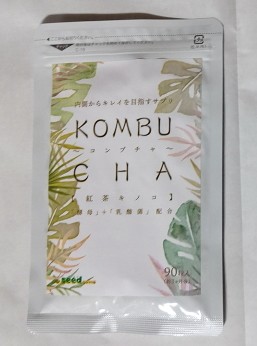 内側からキレイを目指すサプリ
KOMBU
～コンブチャ～
CHA
【紅茶キノコ】
酵母」+「乳酸菌」配合
seed
90粒入